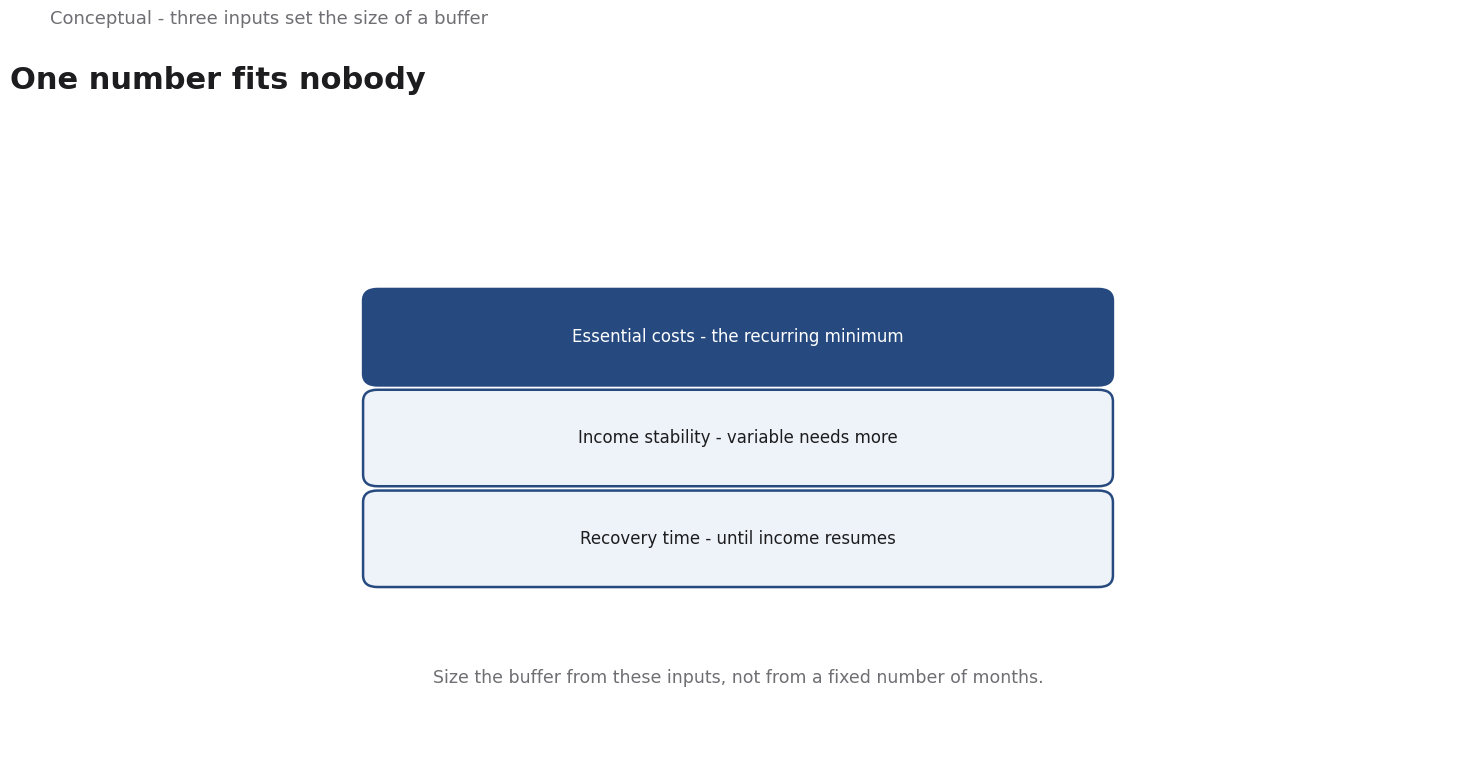 Conceptual - three inputs set the size of a buffer
One number fits nobody
Essential costs - the recurring minimum
Income stability - variable needs more
Recovery time - until income resumes
Size the buffer from these inputs, not from a fixed number of months.